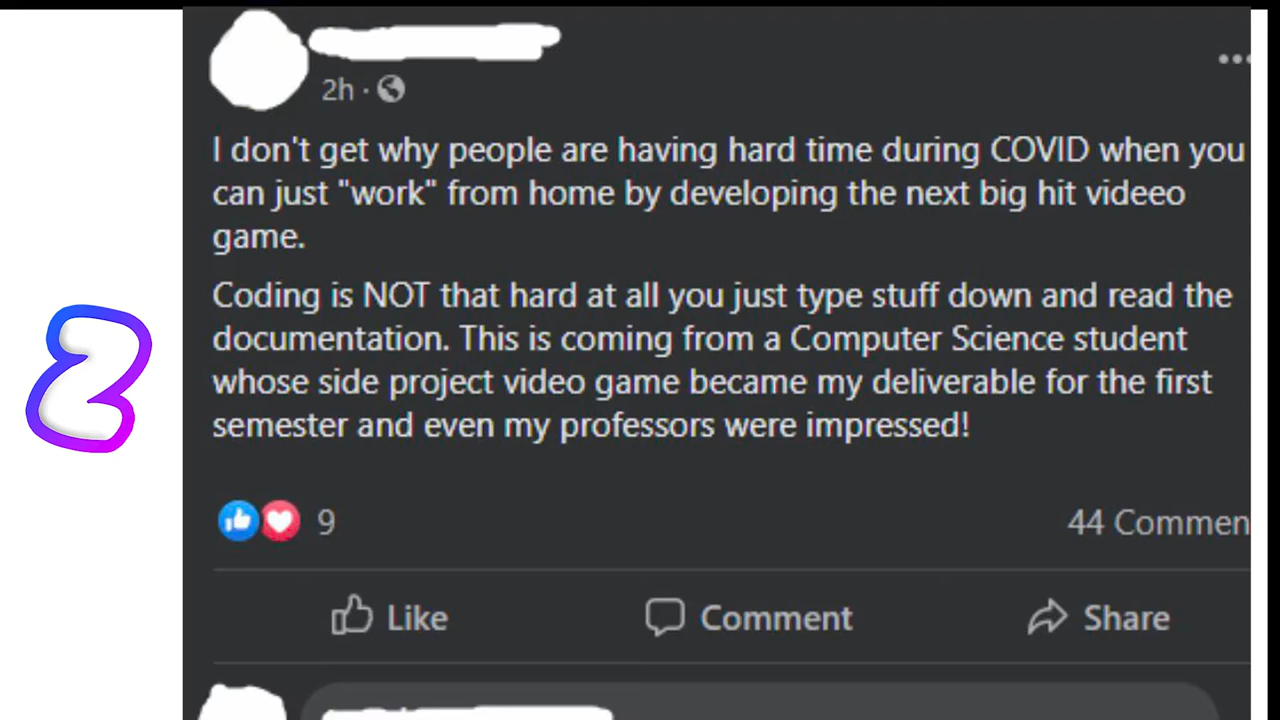 2h ·
I don't get why people are having hard time during COVID when you
can just "work" from home by developing the next big hit videeo
game.
Coding is NOT that hard at all you just type stuff down and read the
documentation. This is coming from a Computer Science student
whose side project video game became my deliverable for the first
semester and even my professors were impressed!
2
9 44 Commen
Like Comment Share